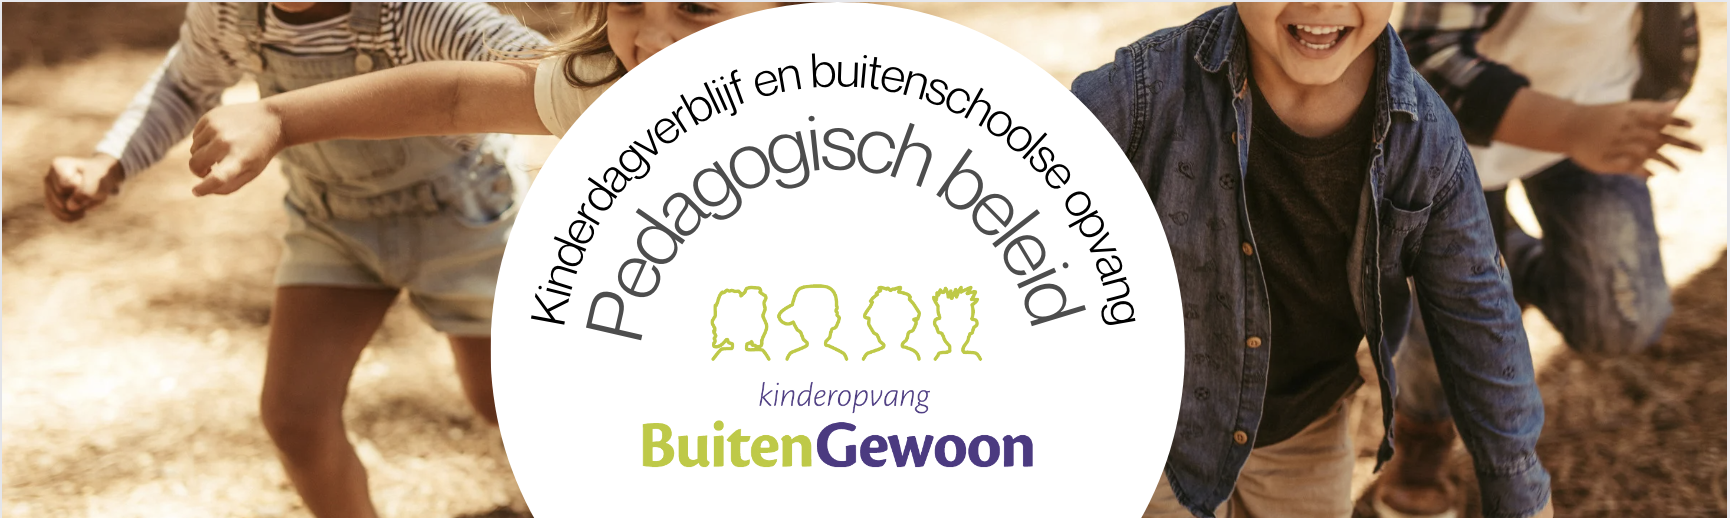 Kinderdagverblijf en buitenschoolse opvang
Pedagogisch beleid
kinderopvang
BuitenGewoon